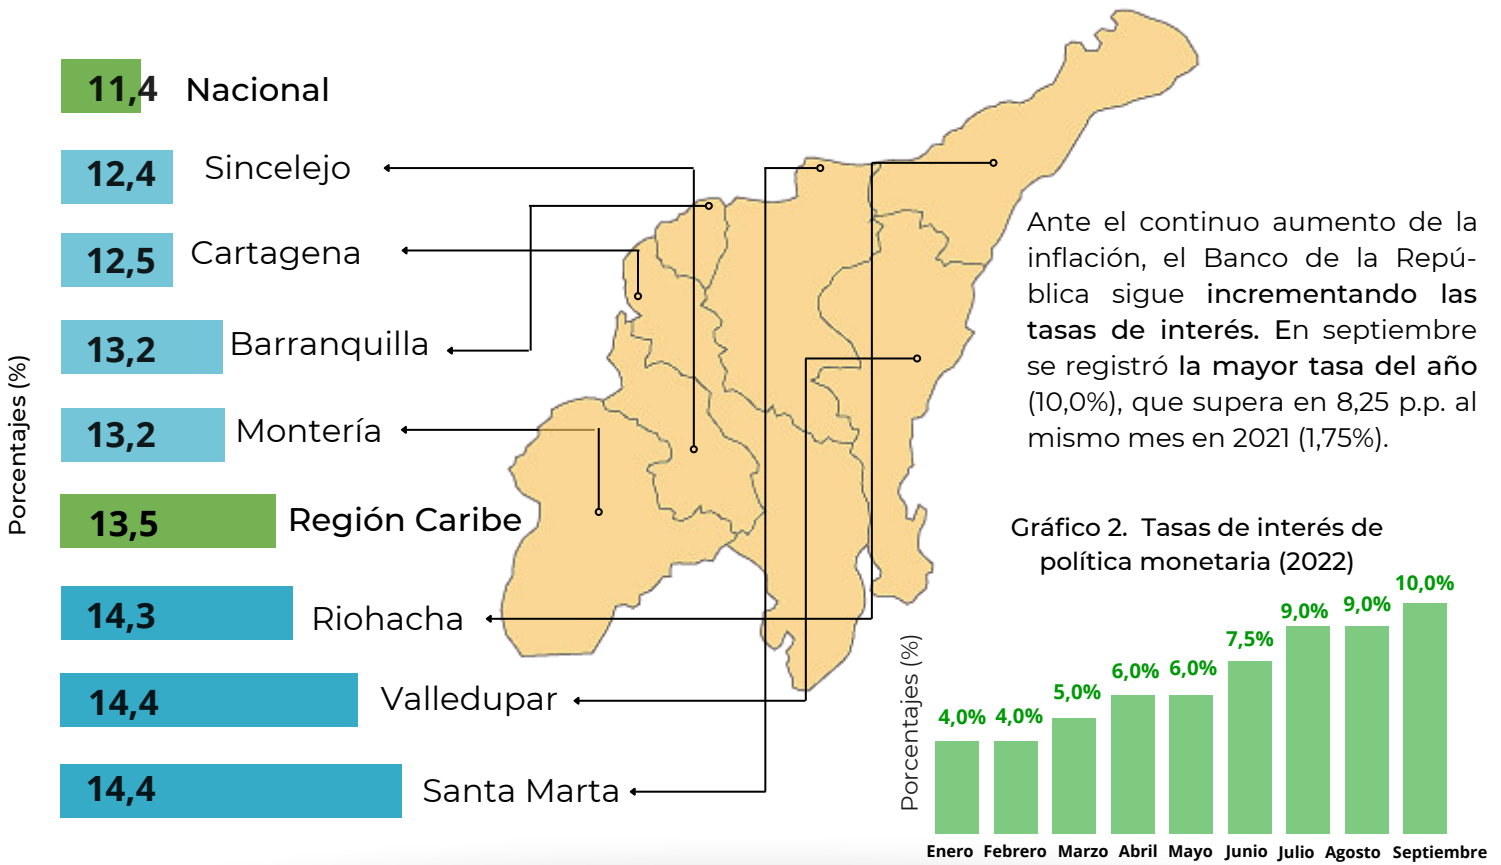 Porcentajes (%)
11,4 Nacional
12,4 Sincelejo
12,5 Cartagena
13,2 Barranquilla
13,2 Montería
13,5 Región Caribe
14,3 Riohacha
14,4 Valledupar
14,4 Santa Marta
Ante el continuo aumento de la
inflación, el Banco de la Repú-
blica sigue incrementando las
tasas de interés. En septiembre
se registró la mayor tasa del año
(10,0%), que supera en 8,25 p.p. al
mismo mes en 2021 (1,75%).
Gráfico 2. Tasas de interés de
política monetaria (2022)
Porcentajes (%)
4,0% 4,0% 5,0% 6,0% 6,0% 7,5% 9,0% 9,0% 10,0%
Enero Febrero Marzo Abril Mayo Junio Julio Agosto Septiembre